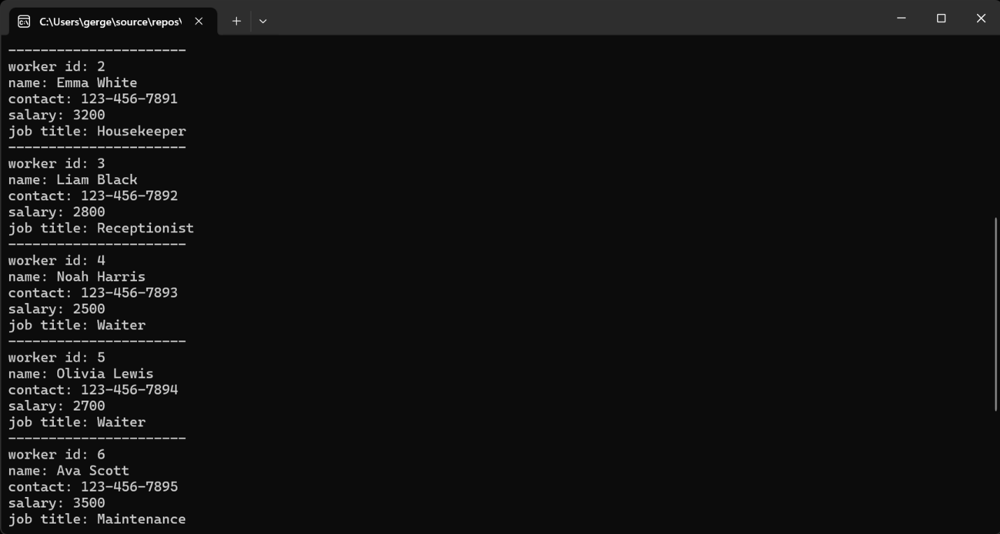 C:\Users\gerge\source\repos\
----------------------
worker id: 2
name: Emma White
contact: 123-456-7891
salary: 3200
job title: Housekeeper
----------------------
worker id: 3
name: Liam Black
contact: 123-456-7892
salary: 2800
job title: Receptionist
----------------------
worker id: 4
name: Noah Harris
contact: 123-456-7893
salary: 2500
job title: Waiter
----------------------
worker id: 5
name: Olivia Lewis
contact: 123-456-7894
salary: 2700
job title: Waiter
----------------------
worker id: 6
name: Ava Scott
contact: 123-456-7895
salary: 3500
job title: Maintenance